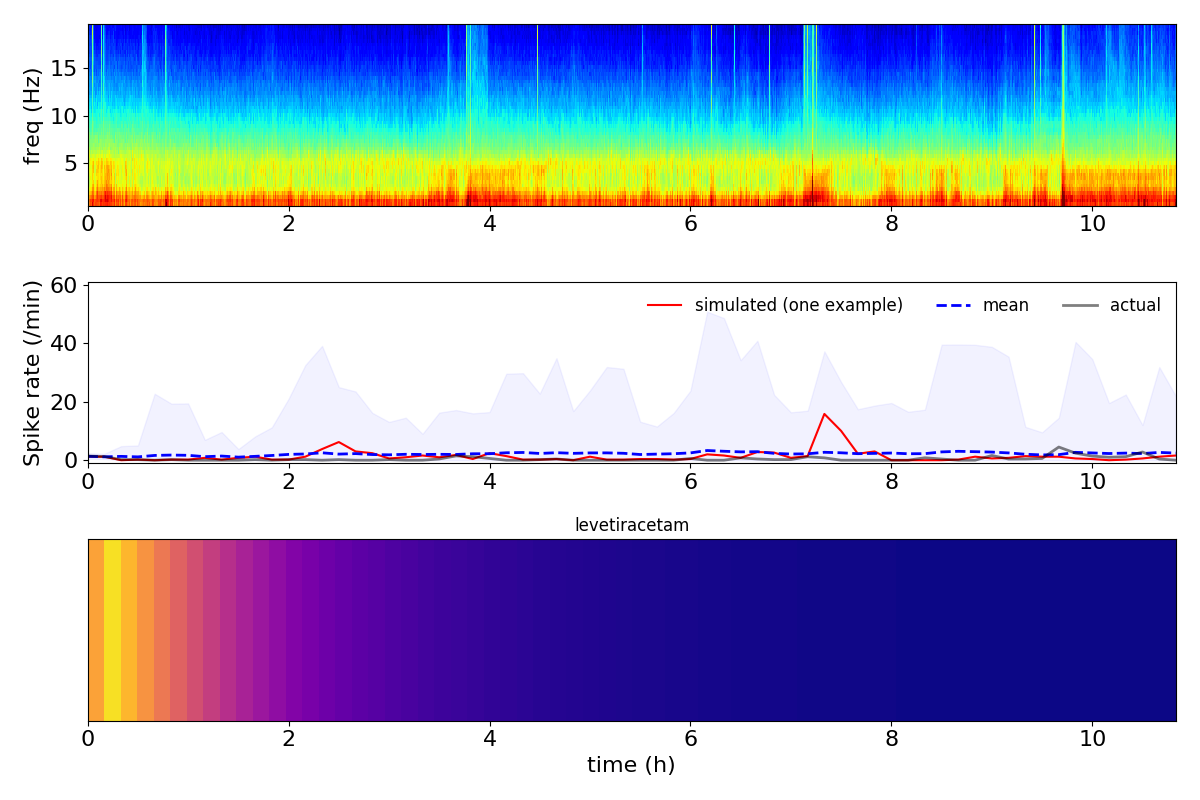 freq (Hz)
15
10
5
0 2 4 6 8 10
Spike rate (/min)
60
40
20
0
simulated (one example) mean actual
0 2 4 6 8 10
levetiracetam
0 2 4 6 8 10
time (h)